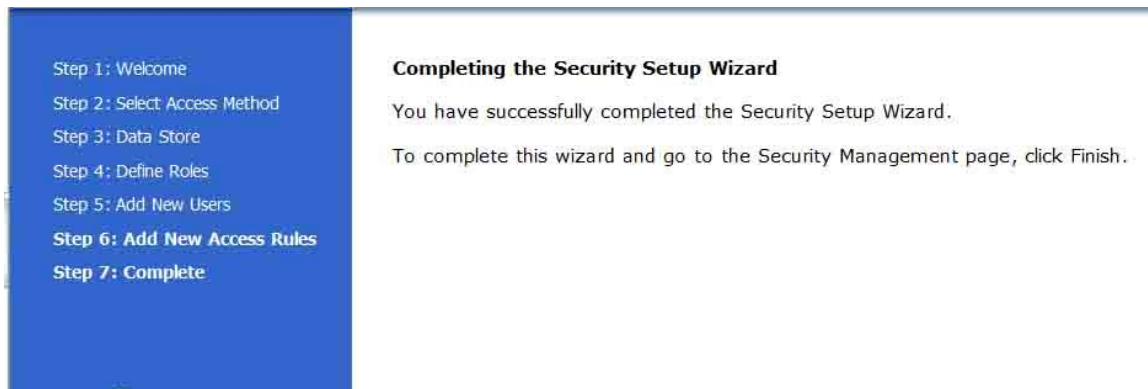 Step 1: Welcome
Step 2: Select Access Method
Step 3: Data Store
Step 4: Define Roles
Step 5: Add New Users
Step 6: Add New Access Rules
Step 7: Complete
Completing the Security Setup Wizard
You have successfully completed the Security Setup Wizard.
To complete this wizard and go to the Security Management page, click Finish.